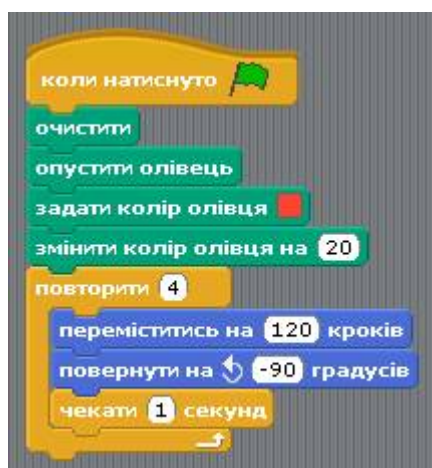 коли натиснуто
очистити
опустити олівець
задати колір олівця
змінити колір олівця на 20
повторити 4
переміститись на 120 кроків
повернути на -90 градусів
чекати 1 секунд